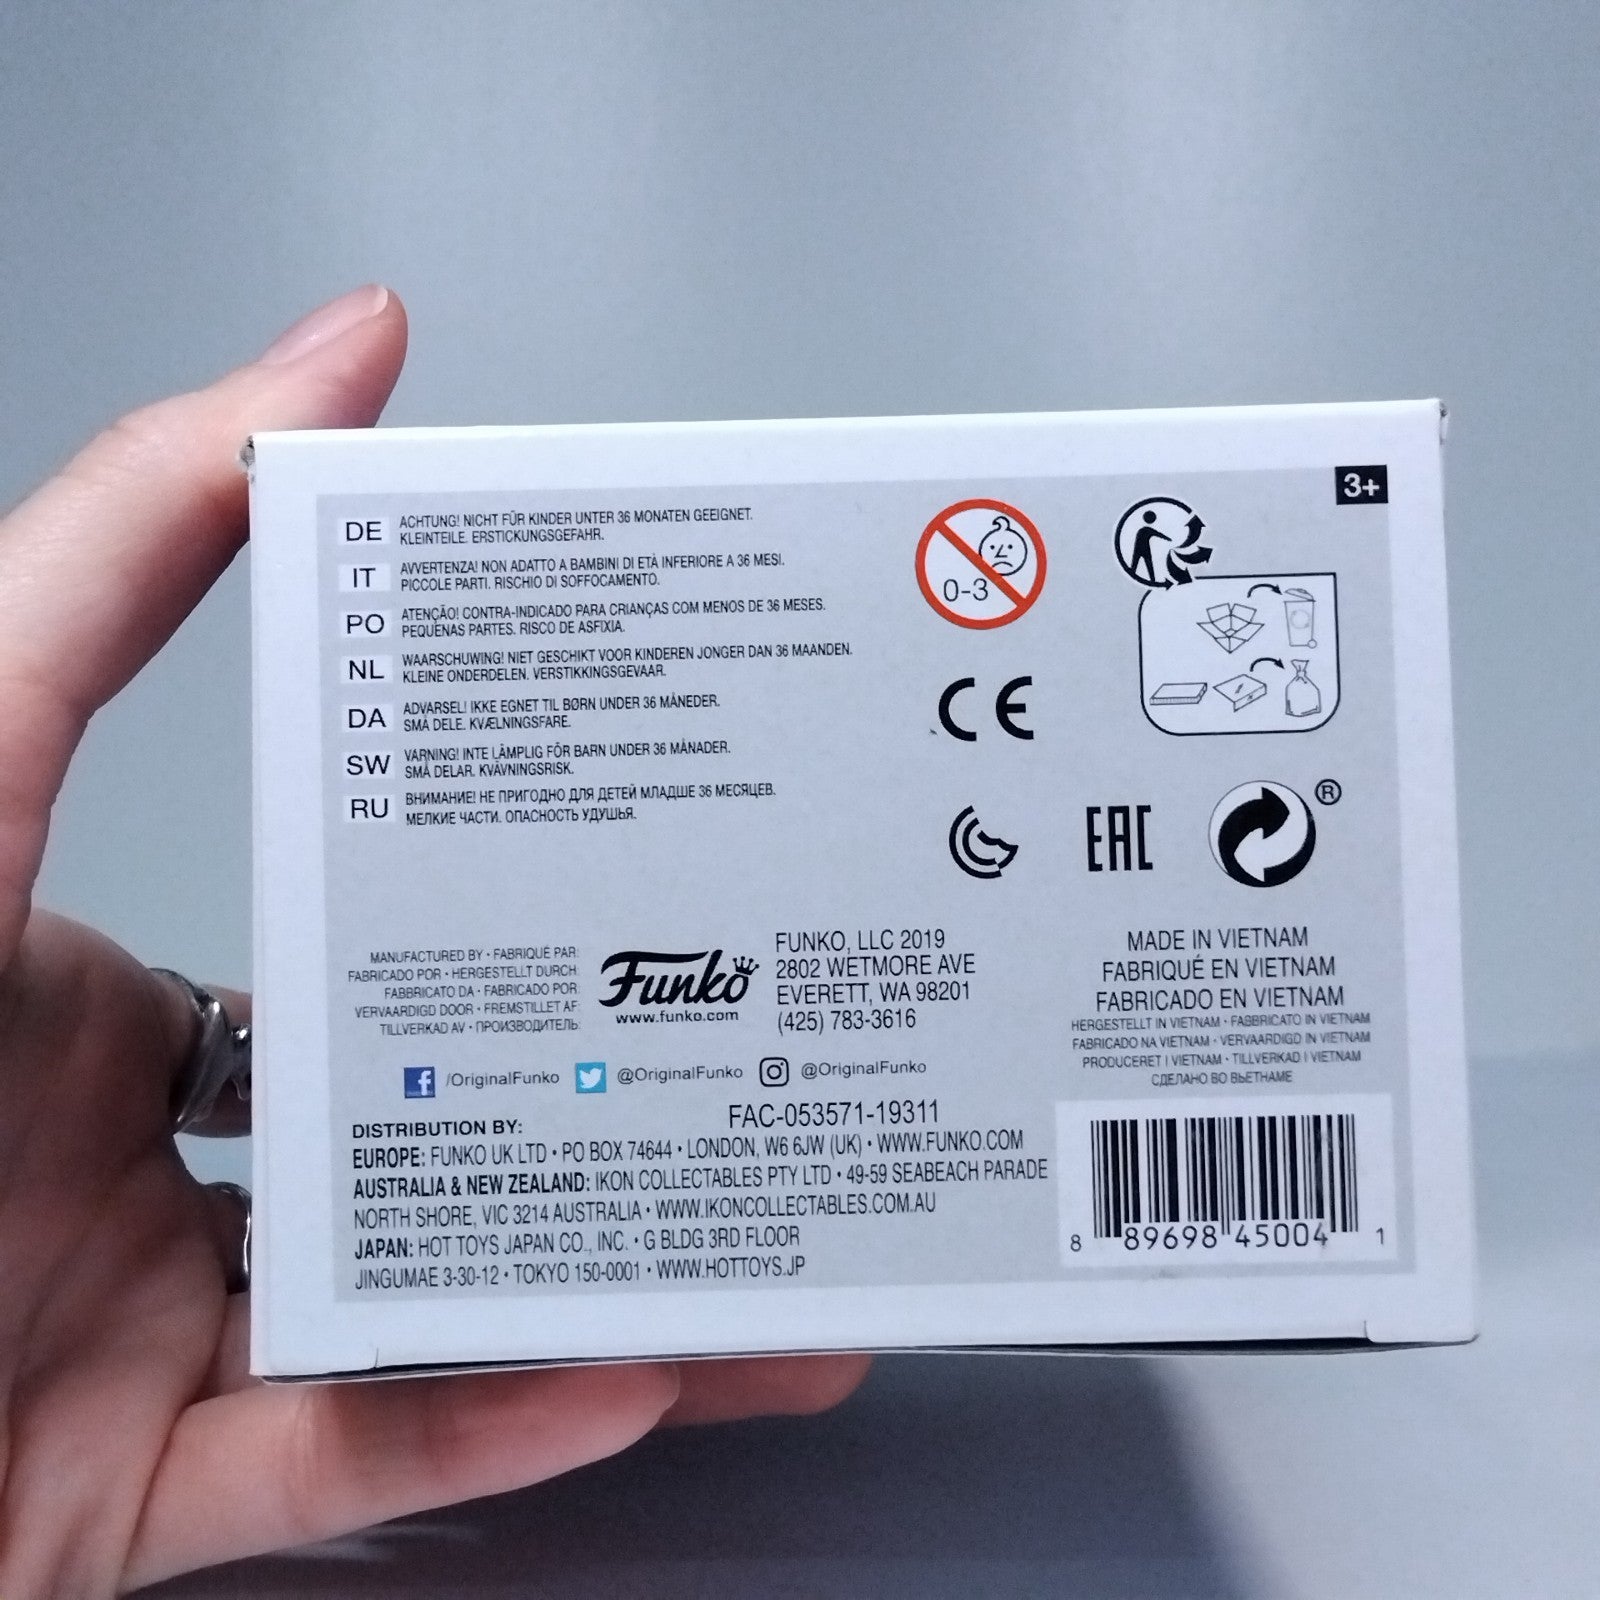 3+
DE
ACHTUNG! NICHT FÜR KINDER UNTER 36 MONATEN GEEIGNET.
KLEINTEILE. ERSTICKUNGSGEFAHR.
IT
AVVERTENZA! NON ADATTO A BAMBINI DI ETÀ INFERIORE A 36 MESI.
PICCOLE PARTI. RISCHIO DI SOFFOCAMENTO.
PO
ATENÇÃO! CONTRA-INDICADO PARA CRIANÇAS COM MENOS DE 36 MESES.
PEQUENAS PARTES. RISCO DE ASFIXIA.
NL
WAARSCHUWING! NIET GESCHIKT VOOR KINDEREN JONGER DAN 36 MAANDEN.
KLEINE ONDERDELEN. VERSTIKKINGSGEVAAR.
DA
ADVARSEL! IKKE EGNET TIL BØRN UNDER 36 MÅNEDER.
SMÅ DELE. KVÆLNINGSFARE.
SW
VARNING! INTE LÄMPLIG FÖR BARN UNDER 36 MÅNADER.
SMÅ DELAR. KVÄVNINGSRISK.
RU
ВНИМАНИЕ! НЕ ПРИГОДНО ДЛЯ ДЕТЕЙ МЛАДШЕ 36 МЕСЯЦЕВ.
МЕЛКИЕ ЧАСТИ. ОПАСНОСТЬ УДУШЬЯ.
0-3
CE
EAC
®
MANUFACTURED BY • FABRIQUÉ PAR:
FABRICADO POR • HERGESTELLT DURCH:
FABBRICATO DA • FABRICADO POR:
VERVAARDIGD DOOR • FREMSTILLET AF:
TILLVERKAD AV • ПРОИЗВОДИТЕЛЬ:
Funko
www.funko.com
FUNKO, LLC 2019
2802 WETMORE AVE
EVERETT, WA 98201
(425) 783-3616
MADE IN VIETNAM
FABRIQUÉ EN VIETNAM
FABRICADO EN VIETNAM
HERGESTELLT IN VIETNAM • FABBRICATO IN VIETNAM
FABRICADO NA VIETNAM • VERVAARDIGD IN VIETNAM
PRODUCERET I VIETNAM • TILLVERKAD I VIETNAM
СДЕЛАНО ВО ВЬЕТНАМЕ
/OriginalFunko @OriginalFunko @OriginalFunko
FAC-053571-19311
DISTRIBUTION BY:
EUROPE: FUNKO UK LTD • PO BOX 74644 • LONDON, W6 6JW (UK) • WWW.FUNKO.COM
AUSTRALIA & NEW ZEALAND: IKON COLLECTABLES PTY LTD • 49-59 SEABEACH PARADE
NORTH SHORE, VIC 3214 AUSTRALIA • WWW.IKONCOLLECTABLES.COM.AU
JAPAN: HOT TOYS JAPAN CO., INC. • G BLDG 3RD FLOOR
JINGUMAE 3-30-12 • TOKYO 150-0001 • WWW.HOTTOYS.JP
8 89698 45004 1